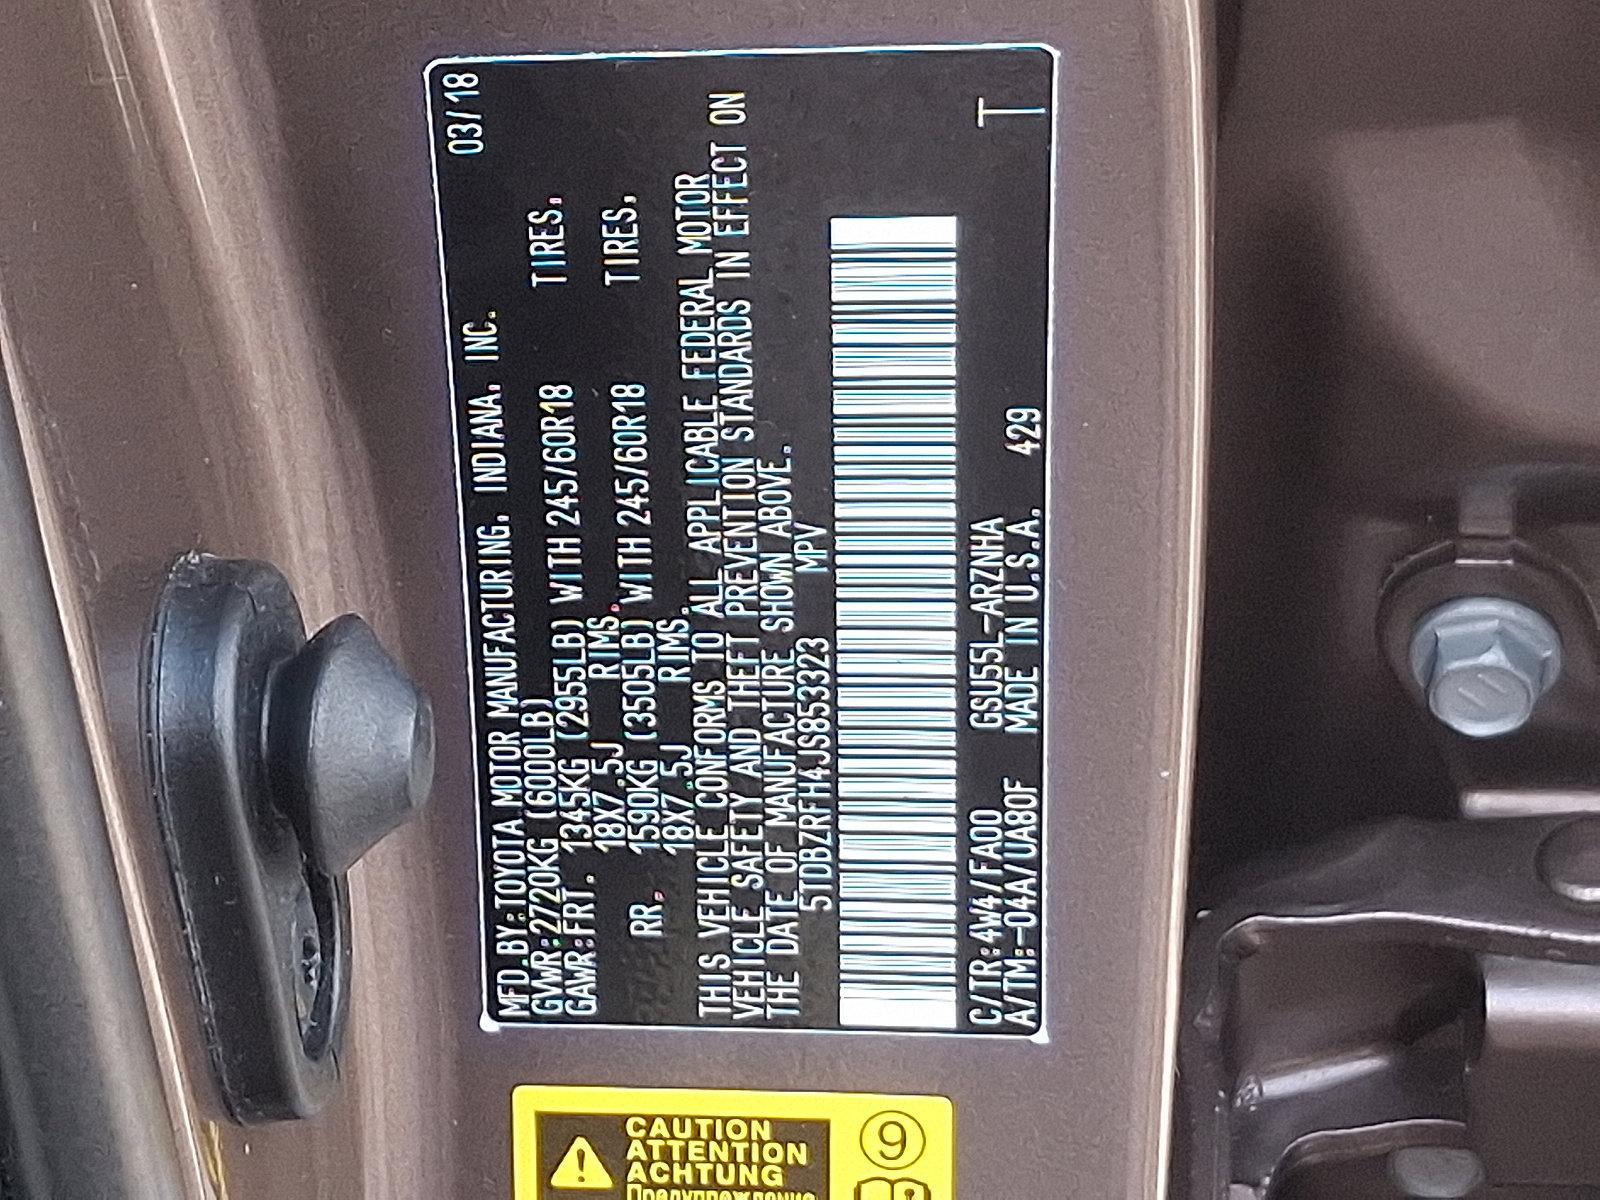 MFD.BY:TOYOTA MOTOR MANUFACTURING, INDIANA, INC. 03/18
GVWR:2720KG (6000LB)
GAWR:FRT. 1345KG (2955LB) WITH 245/60R18 TIRES,
18X7.5J RIMS,
RR. 1590KG (3505LB) WITH 245/60R18 TIRES,
18X7.5J RIMS.
THIS VEHICLE CONFORMS TO ALL APPLICABLE FEDERAL MOTOR
VEHICLE SAFETY AND THEFT PREVENTION STANDARDS IN EFFECT ON
THE DATE OF MANUFACTURE SHOWN ABOVE.
5TDBZRFH4JS853323 MPV
C/TR:4W4/FA00 GSU55L-ARZNHA T
A/TM:-04A/UA80F MADE IN U.S.A. 429
CAUTION
ATTENTION
ACHTUNG
Предупреждение
9